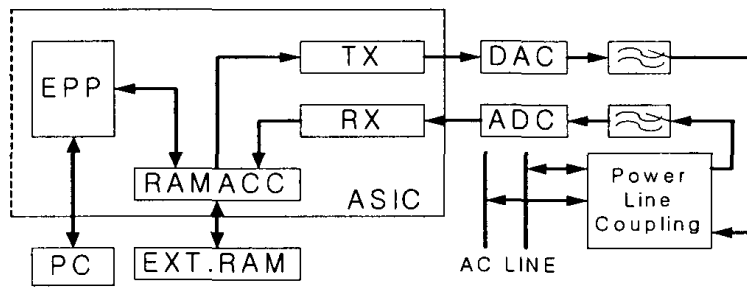 TX
DAC
EPP
RX
ADC
RAMACC
ASIC
Power
Line
Coupling
PC
EXT.RAM
AC LINE